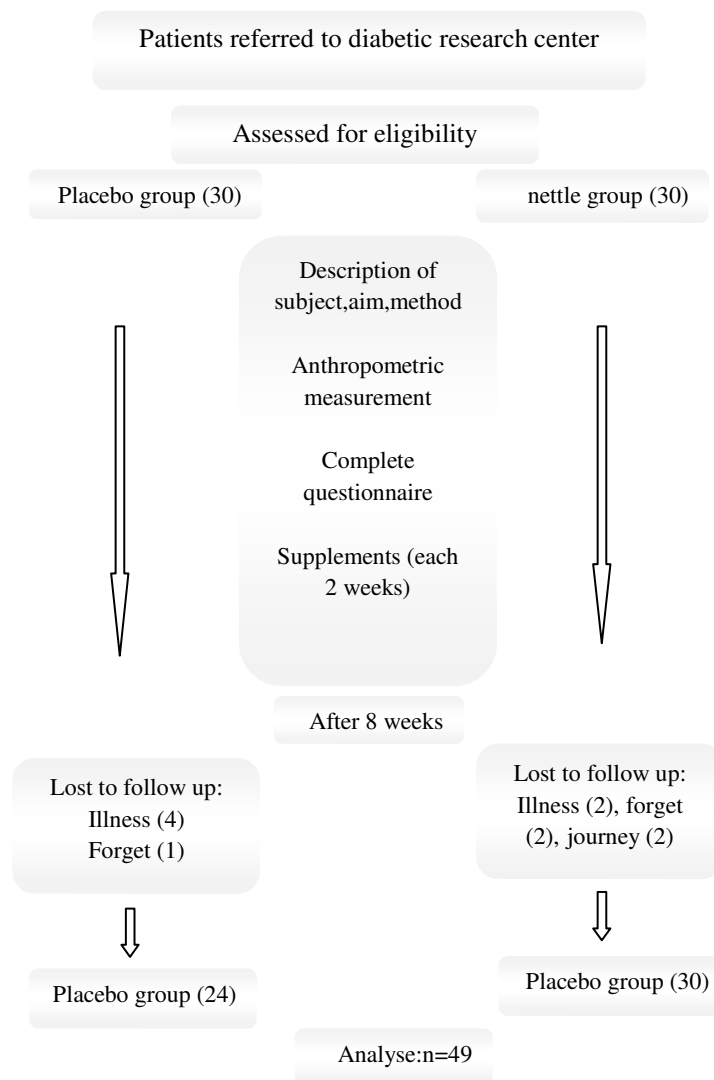 Patients referred to diabetic research center
Assessed for eligibility
Placebo group (30)
nettle group (30)
Description of
subject,aim,method
Anthropometric
measurement
Complete
questionnaire
Supplements (each
2 weeks)
After 8 weeks
Lost to follow up:
Illness (4)
Forget (1)
Lost to follow up:
Illness (2), forget
(2), journey (2)
Placebo group (24)
Placebo group (30)
Analyse:n=49